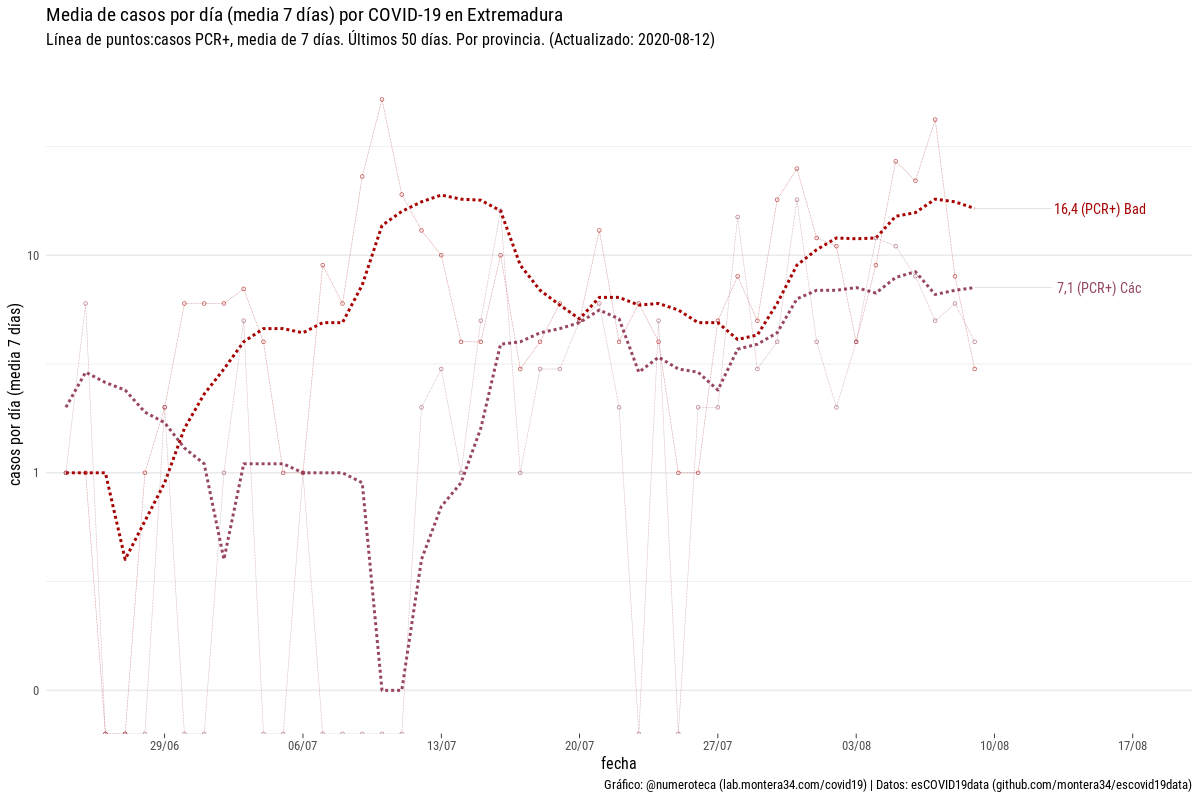 Media de casos por día (media 7 días) por COVID-19 en Extremadura
Línea de puntos:casos PCR+, media de 7 días. Últimos 50 días. Por provincia. (Actualizado: 2020-08-12)
casos por día (media 7 días)
10
1
0
16,4 (PCR+) Bad
7,1 (PCR+) Các
29/06 06/07 13/07 20/07 27/07 03/08 10/08 17/08
fecha
Gráfico: @numeroteca (lab.montera34.com/covid19) | Datos: esCOVID19data (github.com/montera34/escovid19data)